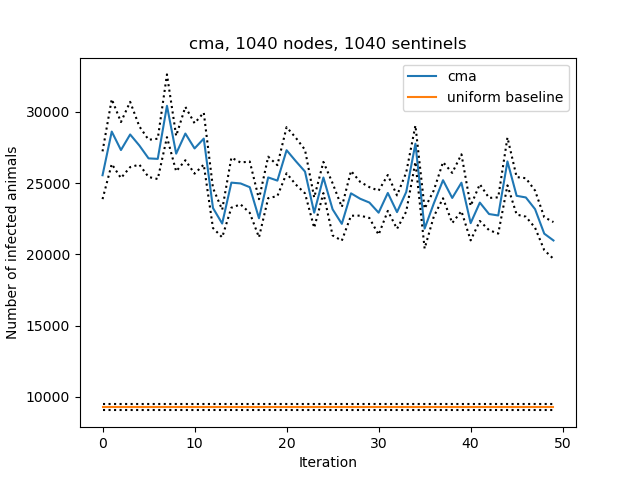 cma, 1040 nodes, 1040 sentinels
cma
uniform baseline
Number of infected animals
30000
25000
20000
15000
10000
0 10 20 30 40 50
Iteration